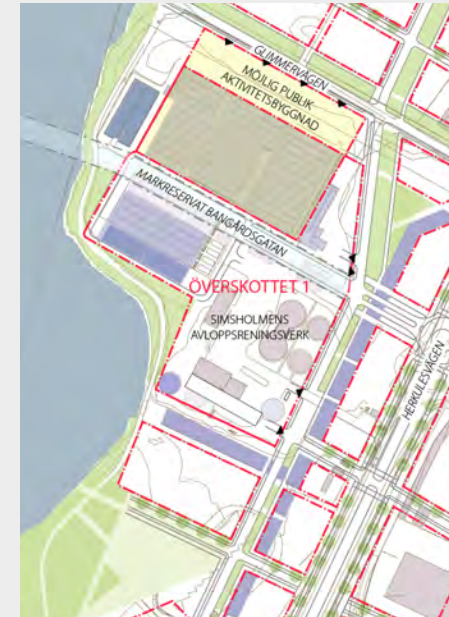 GLIMMERVÄGEN
MÖJLIG PUBLIK
AKTIVITETSBYGGNAD
MARKRESERVAT BANGÅRDSGATAN
ÖVERSKOTTET 1
SIMSHOLMENS
AVLOPPSRENINGSVERK
HERKULESVÄGEN